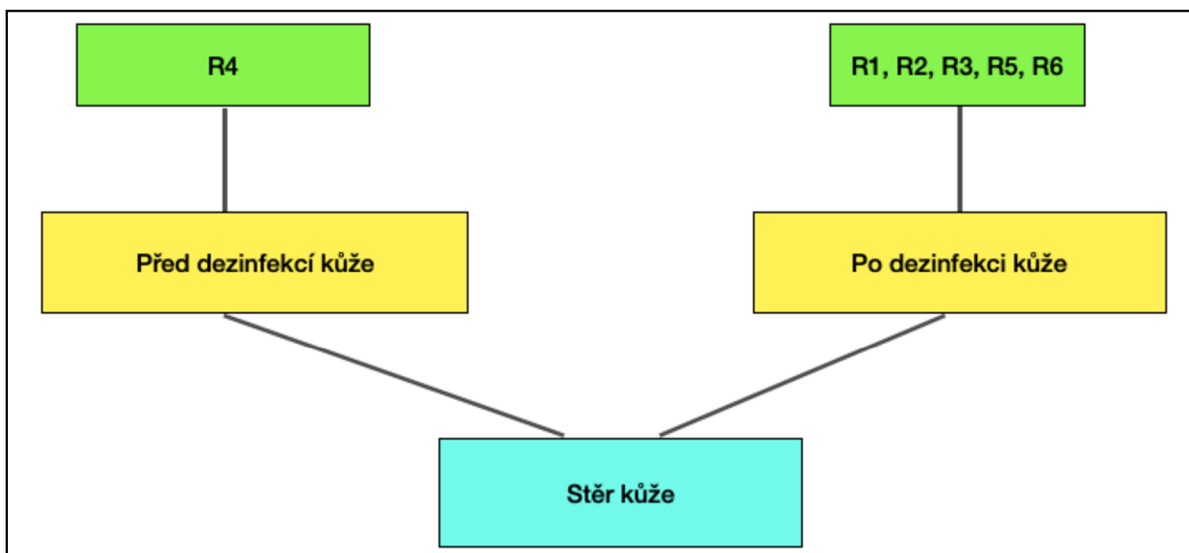 R4
R1, R2, R3, R5, R6
Před dezinfekcí kůže
Po dezinfekci kůže
Stěr kůže